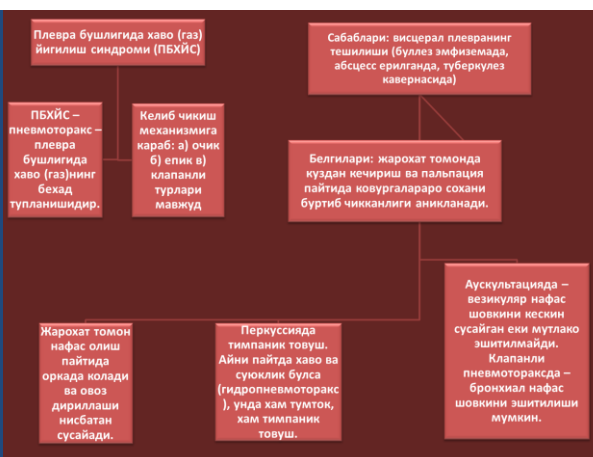 Плевра бушлигида хаво (газ)
йигилиш синдроми (ПБХЙС)
ПБХЙС –
пневмоторакс –
плевра
бушлигида
хаво (газ)нинг
бехад
тупланишидир.
Келиб чикиш
механизмига
караб: а) очик
б) епик в)
клапанли
турлари
мавжуд
Сабаблари: висцерал плевранинг
тешилиши (буллез эмфиземада,
абсцесс ерилганда, туберкулез
кавернасида)
Белгилари: жарохат томонда
куздан кечириш ва пальпация
пайтида ковургалараро сохани
буртиб чикканлиги аникланади.
Жарохат томон
нафас олиш
пайтида
оркада колади
ва овоз
дириллаши
нисбатан
сусайади.
Перкуссияда
тимпаник товуш.
Айни пайтда хаво ва
суюклик булса
(гидропневмоторакс
), унда хам тумток,
хам тимпаник
товуш.
Аускультацияда –
везикуляр нафас
шовкини кескин
сусайган еки мутлако
эшитилмайди.
Клапанли
пневмотораксда –
бронхиал нафас
шовкини эшитилиши
мумкин.